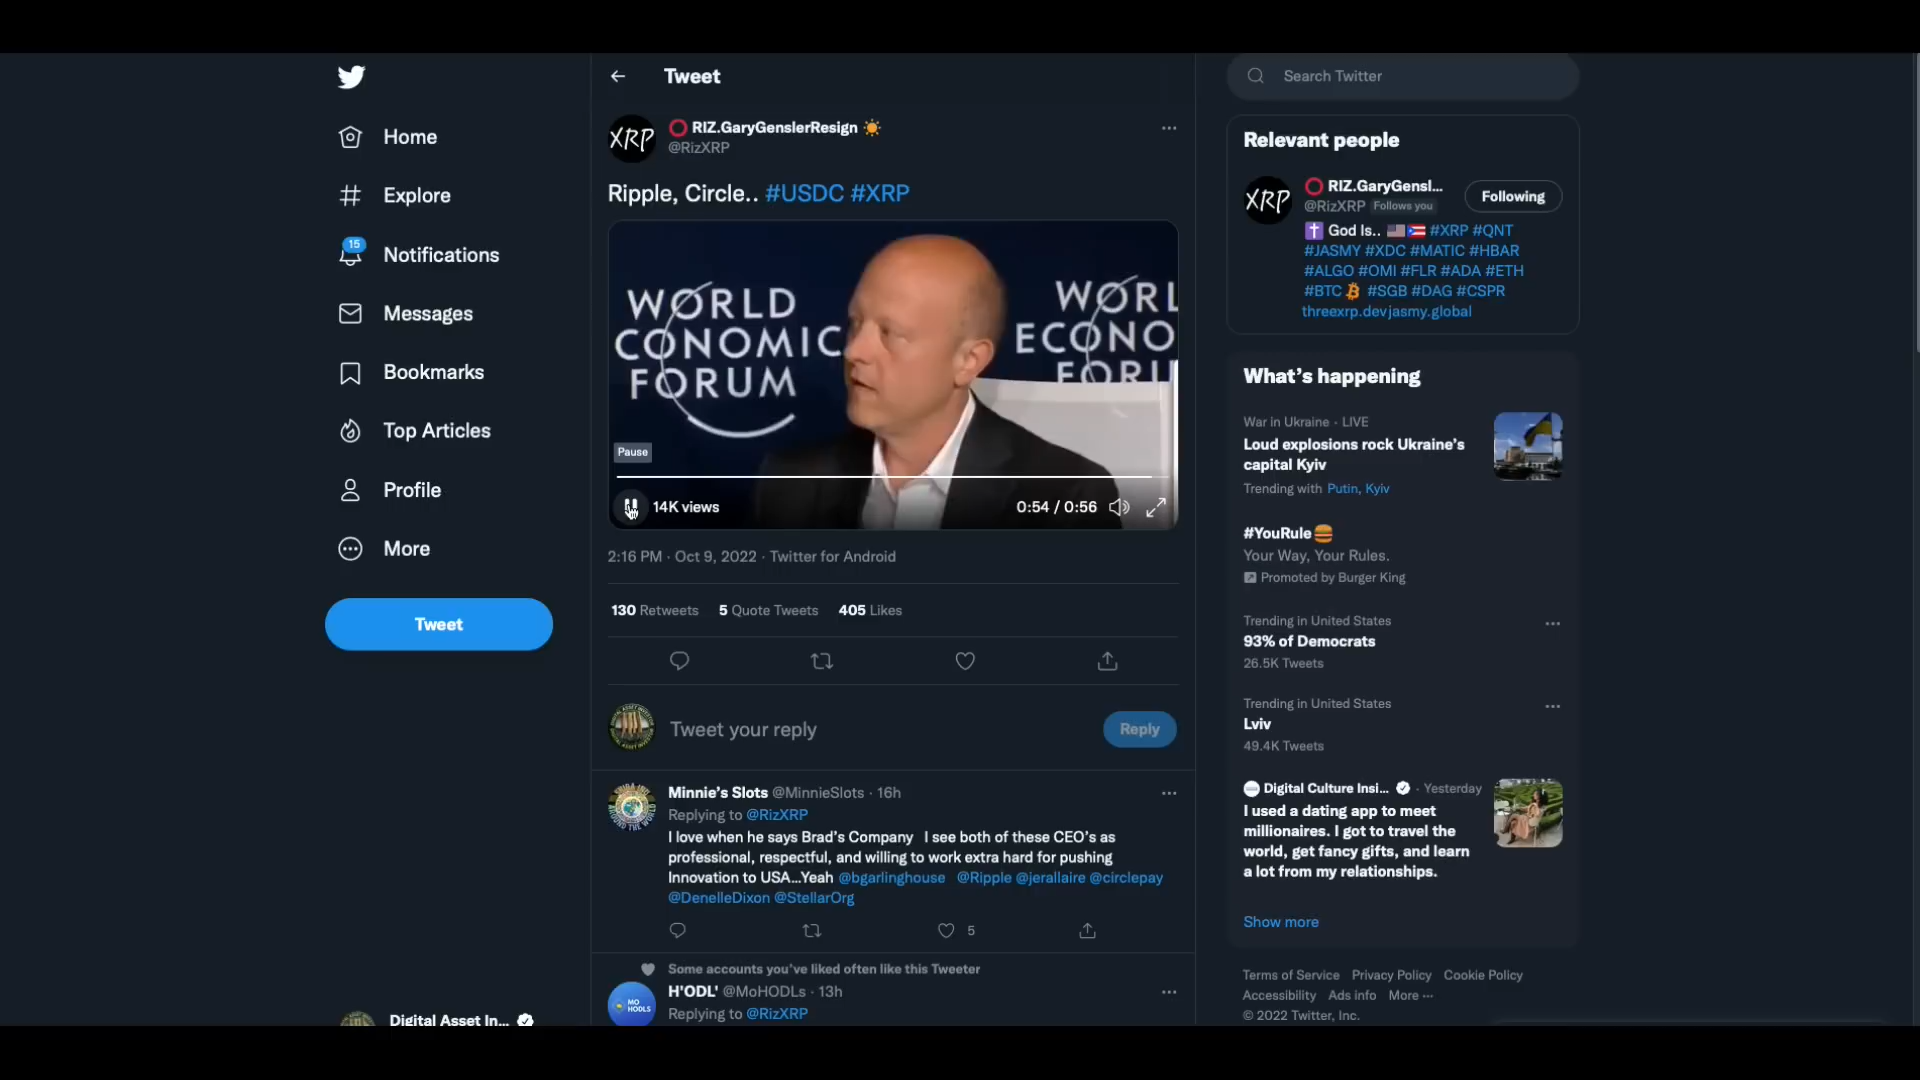 Home
Explore
15
Notifications
Messages
Bookmarks
Top Articles
Profile
More
Tweet
Digital Asset In...
Tweet
XRP
RIZ.GaryGenslerResign
@RizXRP
Ripple, Circle.. #USDC #XRP
WORLD
ECONOMIC
FORUM
WORL
ECONO
FORU
Pause
14K views
0:54 / 0:56
2:16 PM · Oct 9, 2022 · Twitter for Android
130 Retweets 5 Quote Tweets 405 Likes
Tweet your reply
Reply
Minnie's Slots @MinnieSlots · 16h
Replying to @RizXRP
I love when he says Brad's Company I see both of these CEO's as
professional, respectful, and willing to work extra hard for pushing
Innovation to USA...Yeah @bgarlinghouse @Ripple @jerallaire @circlepay
@DenelleDixon @StellarOrg
5
Some accounts you've liked often like this Tweeter
MO
HODLS
H'ODL' @MoHODLs · 13h
Replying to @RizXRP
Search Twitter
Relevant people
XRP
RIZ.GaryGensl...
@RizXRP Follows you
Following
God Is.. #XRP #QNT
#JASMY #XDC #MATIC #HBAR
#ALGO #OMI #FLR #ADA #ETH
#BTC #SGB #DAG #CSPR
threexrp.devjasmy.global
What's happening
War in Ukraine · LIVE
Loud explosions rock Ukraine's
capital Kyiv
Trending with Putin, Kyiv
#YouRule
Your Way, Your Rules.
Promoted by Burger King
Trending in United States
93% of Democrats
26.5K Tweets
Trending in United States
Lviv
49.4K Tweets
Digital Culture Insi... · Yesterday
I used a dating app to meet
millionaires. I got to travel the
world, get fancy gifts, and learn
a lot from my relationships.
Show more
Terms of Service Privacy Policy Cookie Policy
Accessibility Ads info More ...
© 2022 Twitter, Inc.